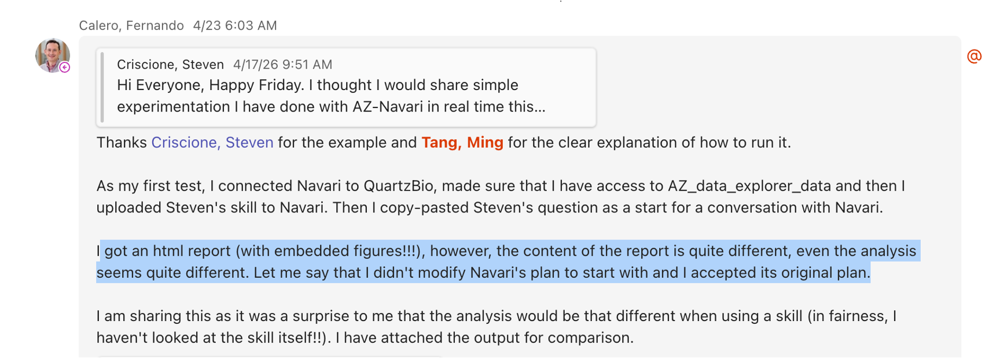 Calero, Fernando 4/23 6:03 AM
Criscione, Steven 4/17/26 9:51 AM
Hi Everyone, Happy Friday. I thought I would share simple
experimentation I have done with AZ-Navari in real time this...
@
Thanks Criscione, Steven for the example and Tang, Ming for the clear explanation of how to run it.
As my first test, I connected Navari to QuartzBio, made sure that I have access to AZ_data_explorer_data and then I
uploaded Steven's skill to Navari. Then I copy-pasted Steven's question as a start for a conversation with Navari.
I got an html report (with embedded figures!!!), however, the content of the report is quite different, even the analysis
seems quite different. Let me say that I didn't modify Navari's plan to start with and I accepted its original plan.
I am sharing this as it was a surprise to me that the analysis would be that different when using a skill (in fairness, I
haven't looked at the skill itself!!). I have attached the output for comparison.